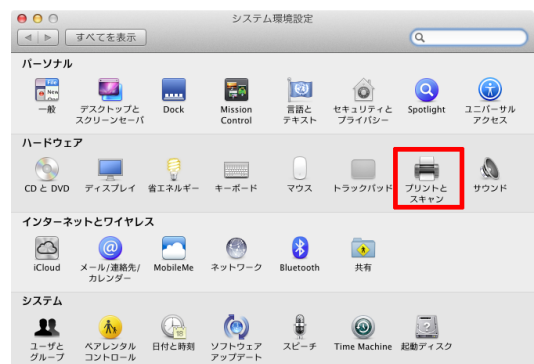 システム環境設定
すべてを表示
パーソナル
File
New
一般
デスクトップと
スクリーンセーバ
Dock
Mission
Control
言語と
テキスト
セキュリティと
プライバシー
Spotlight
ユニバーサル
アクセス
ハードウェア
CD と DVD
ディスプレイ
省エネルギー
キーボード
マウス
トラックパッド
プリントと
スキャン
サウンド
インターネットとワイヤレス
iCloud
メール/連絡先/
カレンダー
MobileMe
ネットワーク
Bluetooth
共有
システム
ユーザと
グループ
ペアレンタル
コントロール
日付と時刻
ソフトウェア
アップデート
スピーチ
Time Machine
起動ディスク